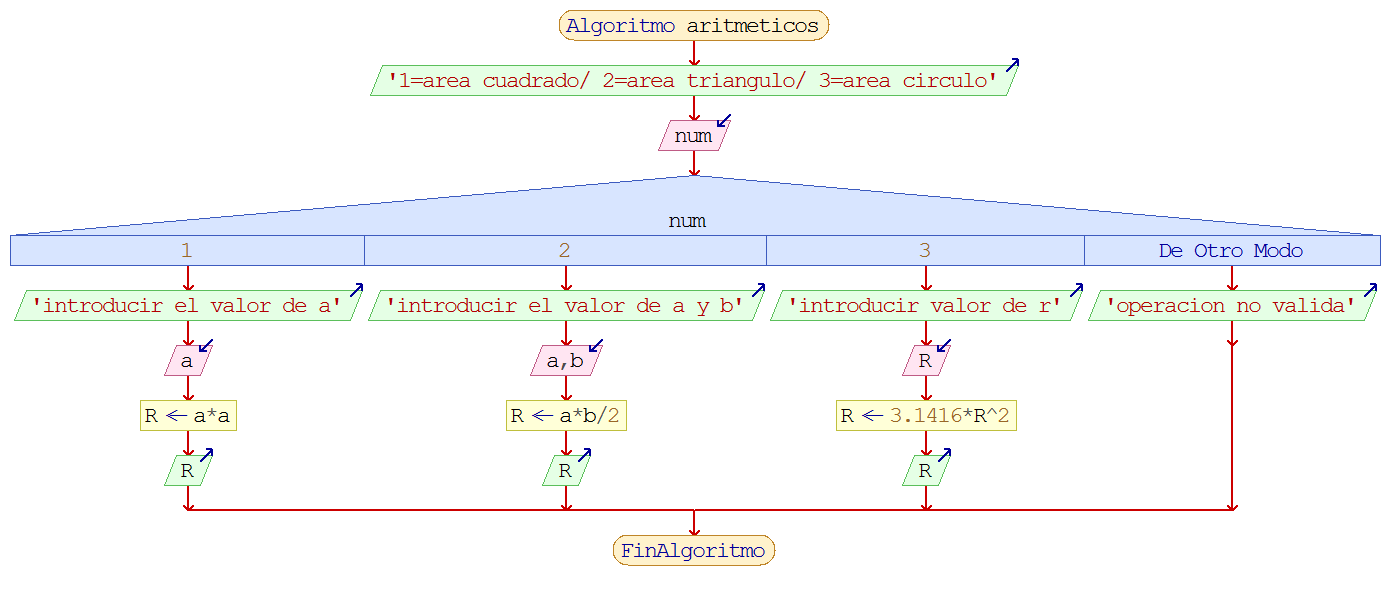 Algoritmo aritmeticos
'1=area cuadrado/ 2=area triangulo/ 3=area circulo'
num
num
1 2 3 De Otro Modo
'introducir el valor de a' 'introducir el valor de a y b' 'introducir valor de r' 'operacion no valida'
a a,b R
R ← a*a R ← a*b/2 R ← 3.1416*R^2
R R R
FinAlgoritmo